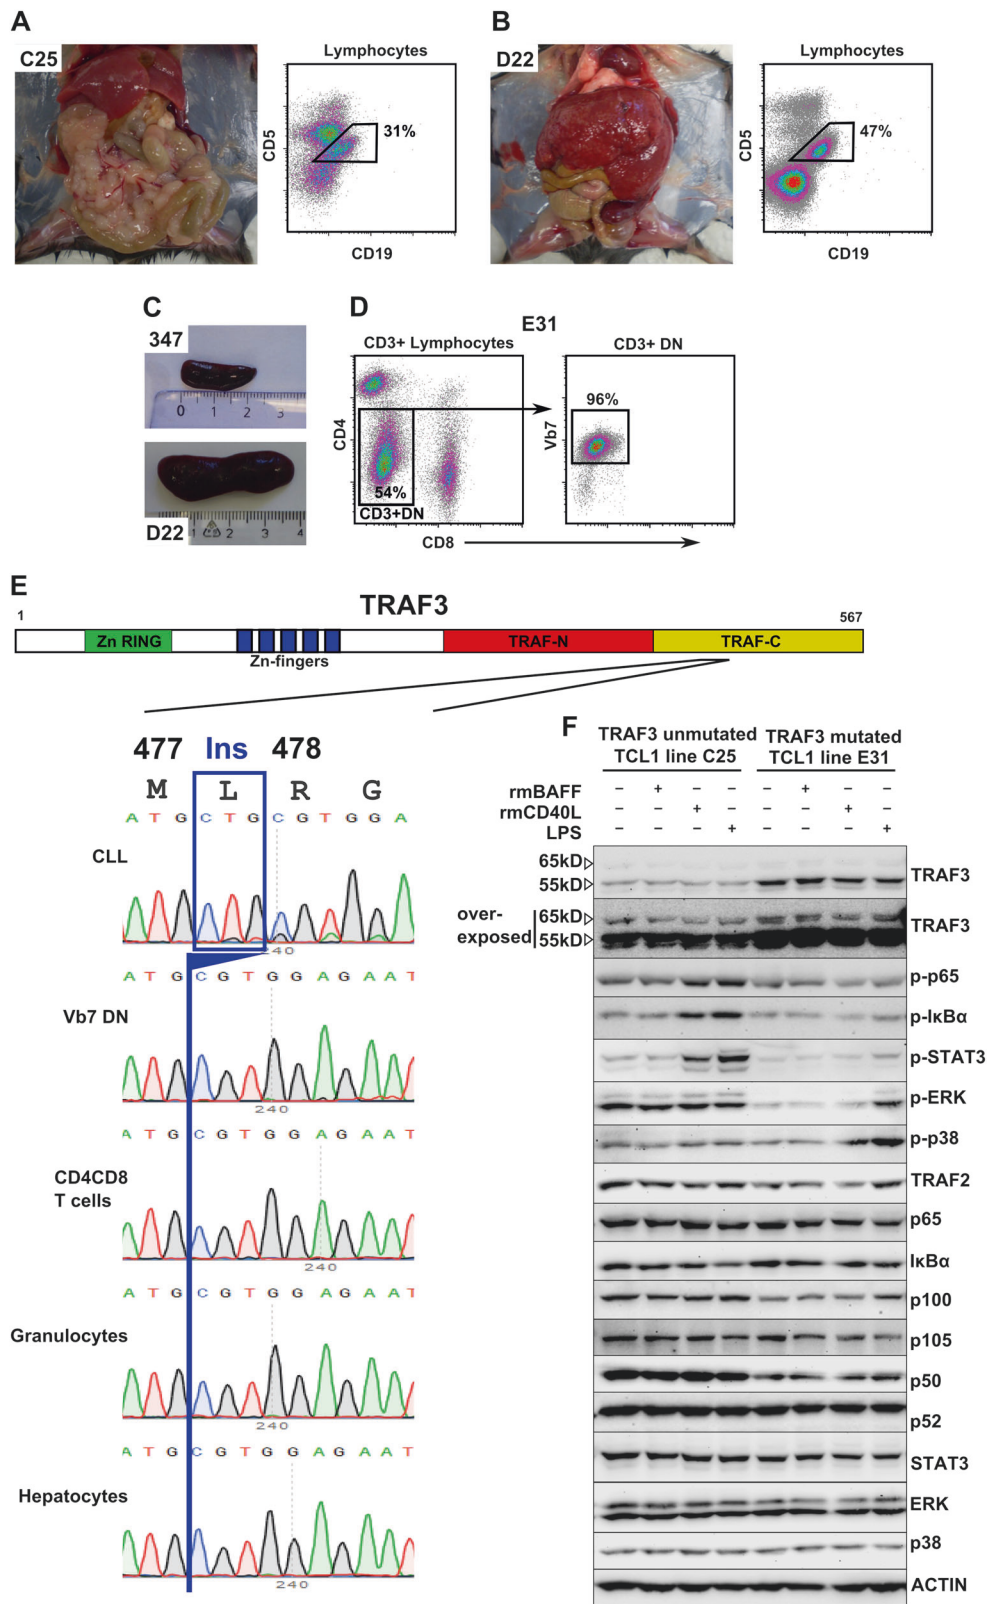 A
B
C25
Lymphocytes
CD5
31%
CD19
D22
Lymphocytes
CD5
47%
CD19
C
347
0 1 2 3
D22
1 2 3 4
D
E31
CD3+ Lymphocytes
CD3+ DN
CD4
54%
CD3+DN
Vb7
96%
CD8
E
TRAF3
1
567
Zn RING
Zn-fingers
TRAF-N
TRAF-C
477 Ins 478
M L R G
A T G C T G C G T G G A
CLL
240
A T G C G T G G A G A A T
Vb7 DN
240
A T G C G T G G A G A A T
CD4CD8
T cells
240
A T G C G T G G A G A A T
Granulocytes
240
A T G C G T G G A G A A T
Hepatocytes
240
F
TRAF3 unmutated
TCL1 line C25
TRAF3 mutated
TCL1 line E31
rmBAFF – + – – – + – –
rmCD40L – – + – – – + –
LPS – – – + – – – +
65kD
55kD
TRAF3
over-
exposed
65kD
55kD
TRAF3
p-p65
p-IκBα
p-STAT3
p-ERK
p-p38
TRAF2
p65
IκBα
p100
p105
p50
p52
STAT3
ERK
p38
ACTIN